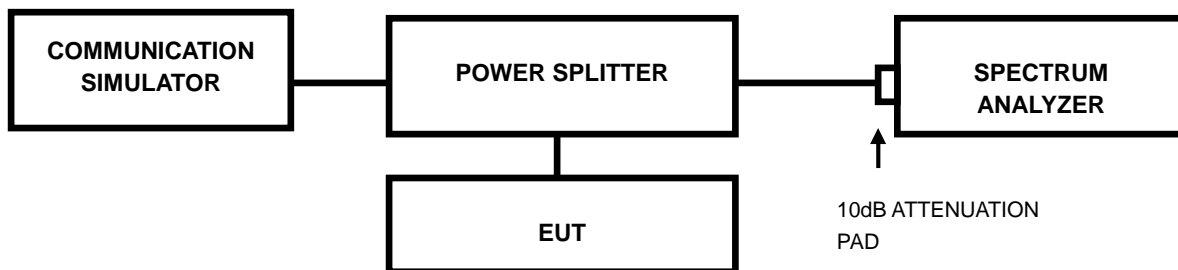 COMMUNICATION
SIMULATOR
POWER SPLITTER
SPECTRUM
ANALYZER
EUT
10dB ATTENUATION
PAD